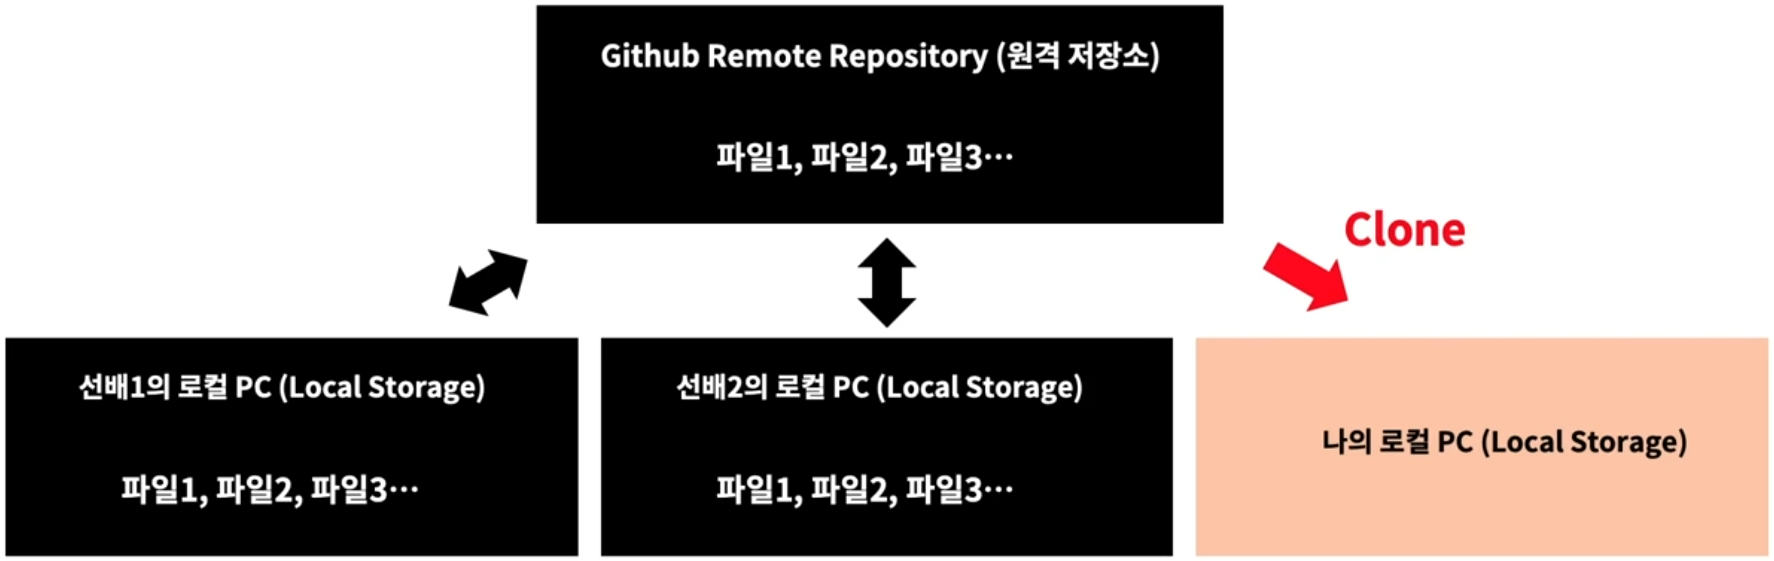 Github Remote Repository (원격 저장소)
파일1, 파일2, 파일3…
Clone
선배1의 로컬 PC (Local Storage)
파일1, 파일2, 파일3…
선배2의 로컬 PC (Local Storage)
파일1, 파일2, 파일3…
나의 로컬 PC (Local Storage)